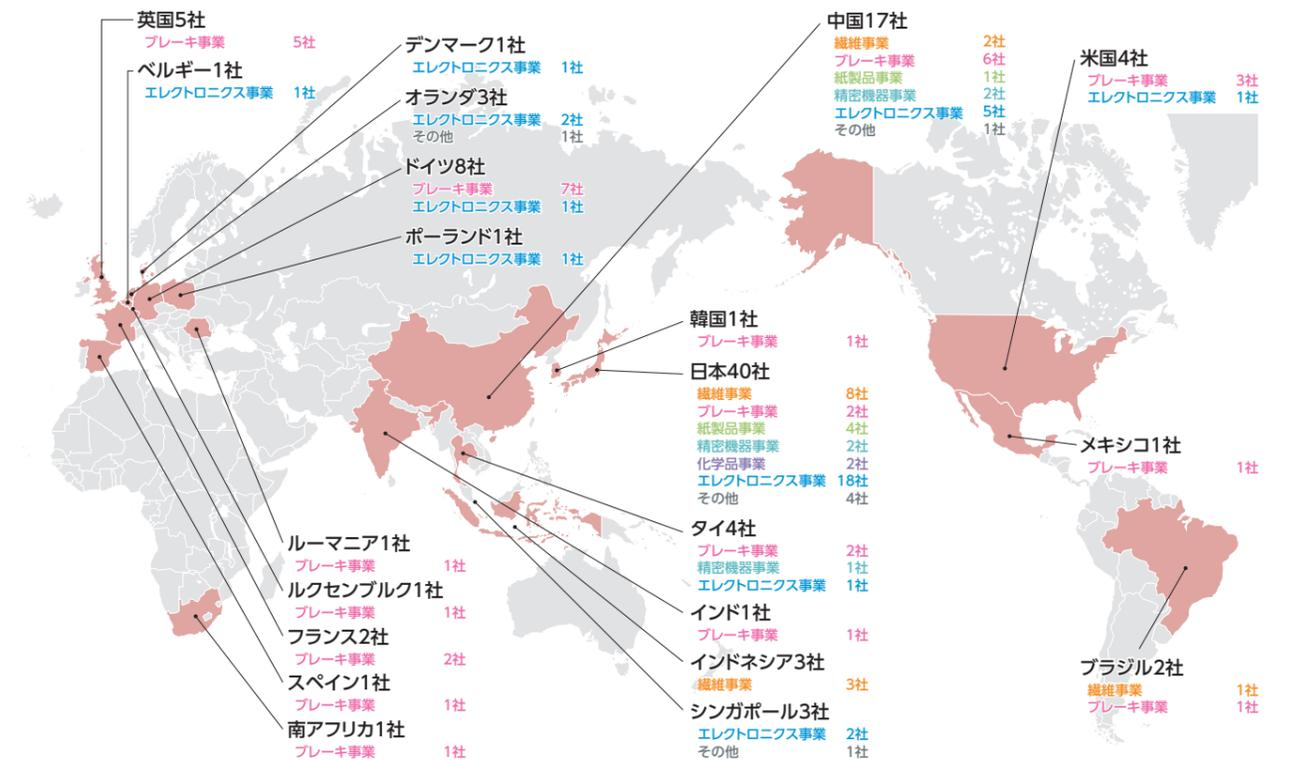 英国5社
ブレーキ事業 5社
ベルギー1社
エレクトロニクス事業 1社
デンマーク1社
エレクトロニクス事業 1社
オランダ3社
エレクトロニクス事業 2社
その他 1社
ドイツ8社
ブレーキ事業 7社
エレクトロニクス事業 1社
ポーランド1社
エレクトロニクス事業 1社
中国17社
繊維事業 2社
ブレーキ事業 6社
紙製品事業 1社
精密機器事業 2社
エレクトロニクス事業 5社
その他 1社
米国4社
ブレーキ事業 3社
エレクトロニクス事業 1社
韓国1社
ブレーキ事業 1社
日本40社
繊維事業 8社
ブレーキ事業 2社
紙製品事業 4社
精密機器事業 2社
化学品事業 2社
エレクトロニクス事業 18社
その他 4社
メキシコ1社
ブレーキ事業 1社
タイ4社
ブレーキ事業 2社
精密機器事業 1社
エレクトロニクス事業 1社
インド1社
ブレーキ事業 1社
インドネシア3社
繊維事業 3社
シンガポール3社
エレクトロニクス事業 2社
その他 1社
ルーマニア1社
ブレーキ事業 1社
ルクセンブルク1社
ブレーキ事業 1社
フランス2社
ブレーキ事業 2社
スペイン1社
ブレーキ事業 1社
南アフリカ1社
ブレーキ事業 1社
ブラジル2社
繊維事業 1社
ブレーキ事業 1社